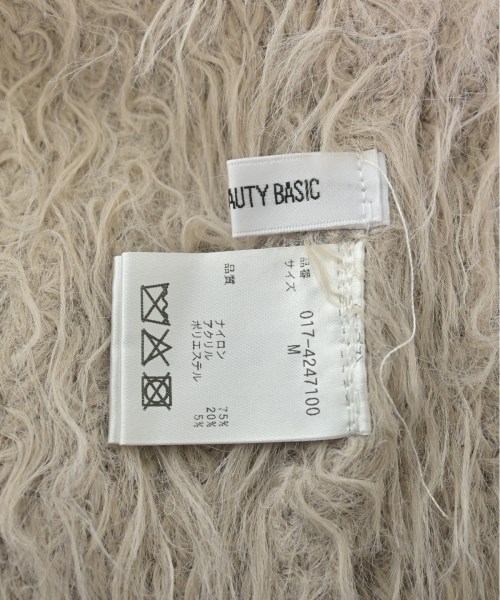 AUTY BASIC
品番 017-4247100
サイズ M
品質
ナイロン 75%
アクリル 20%
ポリエステル 5%